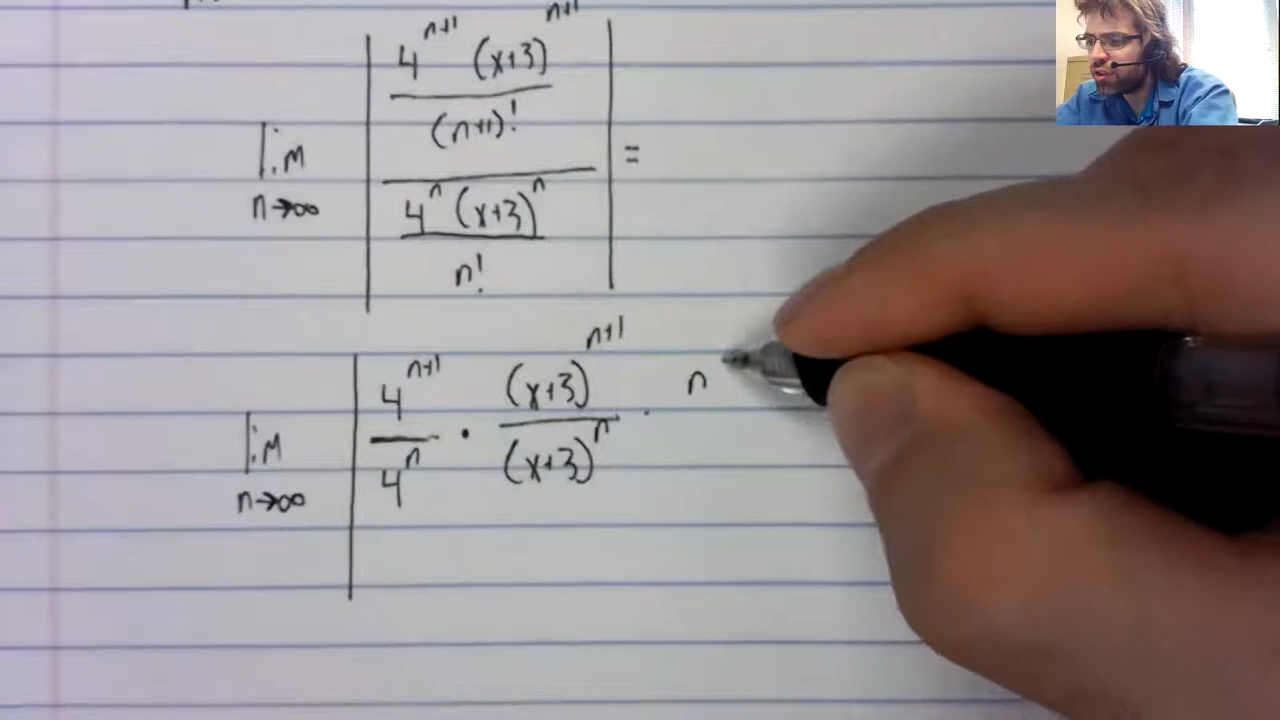 lim n→∞ | (4^(n+1) (x+3)^(n+1) / (n+1)!) / (4^n (x+3)^n / n!) | =
lim n→∞ | 4^(n+1) / 4^n · (x+3)^(n+1) / (x+3)^n · n